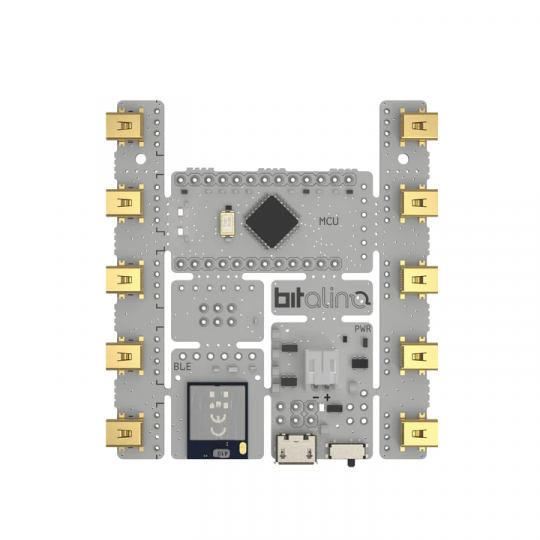 MCU
bitalino
PWR
BLE
- +
CE